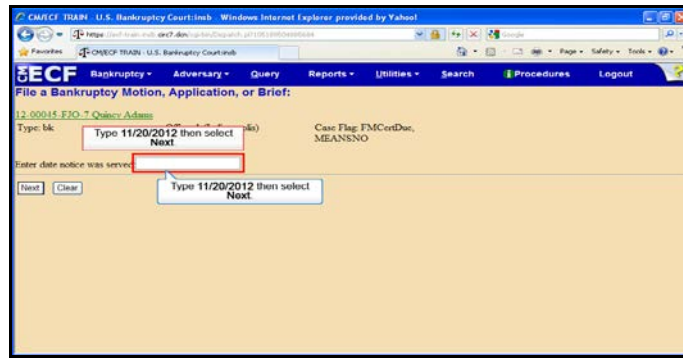 CM/ECF TRAIN - U.S. Bankruptcy Court:insb - Windows Internet Explorer provided by Yahoo!
Google
Favorites CM/ECF TRAIN - U.S. Bankruptcy Court:insb Page Safety Tools
ECF Bankruptcy Adversary Query Reports Utilities Search Procedures Logout
File a Bankruptcy Motion, Application, or Brief:
12-00045-FJO-7 Quincy Adams
Type: bk Case Flag: FMCertDue,
MEANSNO
Type 11/20/2012 then select
Next.
Enter date notice was served
Next Clear
Type 11/20/2012 then select
Next.